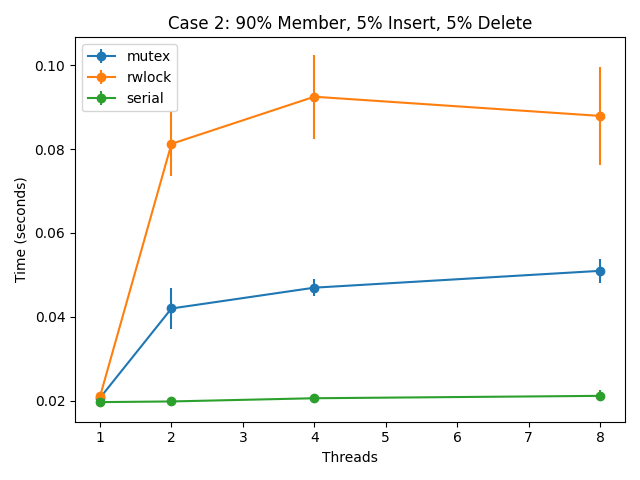 Case 2: 90% Member, 5% Insert, 5% Delete
mutex
rwlock
serial
0.10
0.08
0.06
0.04
0.02
Time (seconds)
1 2 3 4 5 6 7 8
Threads